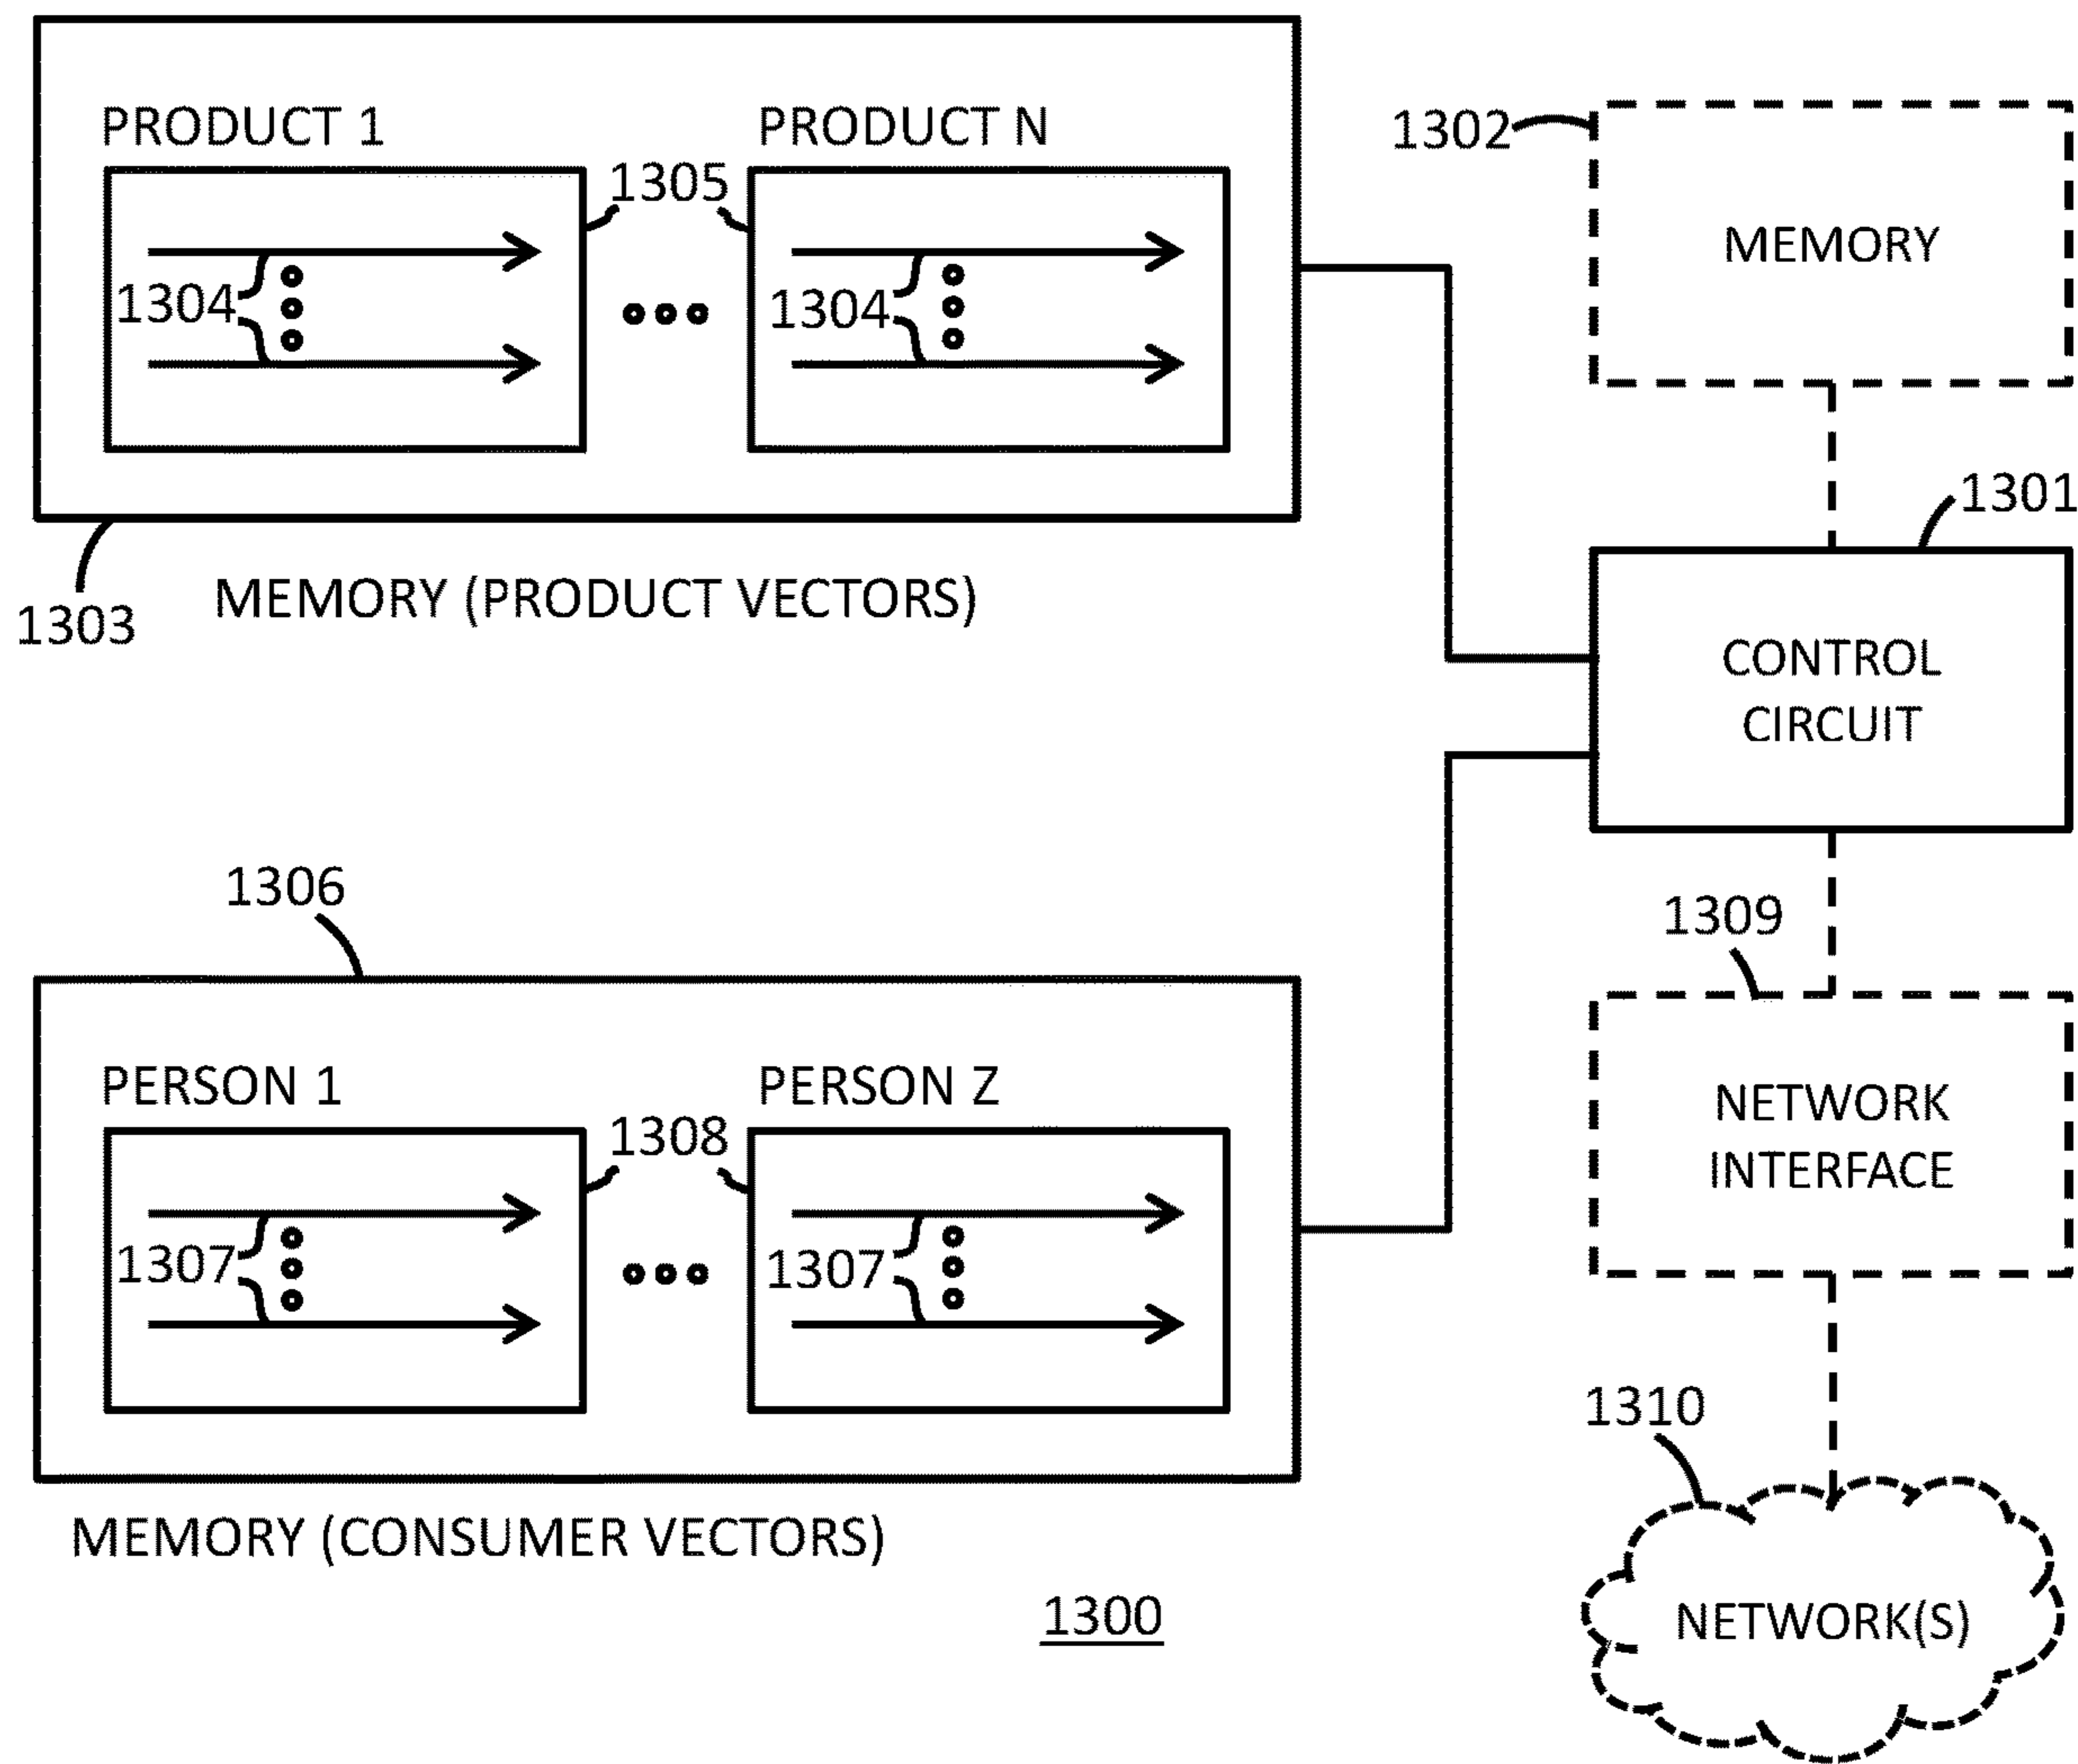 PRODUCT 1
PRODUCT N
1305
1304
1304
1303
MEMORY (PRODUCT VECTORS)
1302
MEMORY
1301
CONTROL
CIRCUIT
1306
PERSON 1
PERSON Z
1308
1307
1307
MEMORY (CONSUMER VECTORS)
1309
NETWORK
INTERFACE
1310
NETWORK(S)
1300